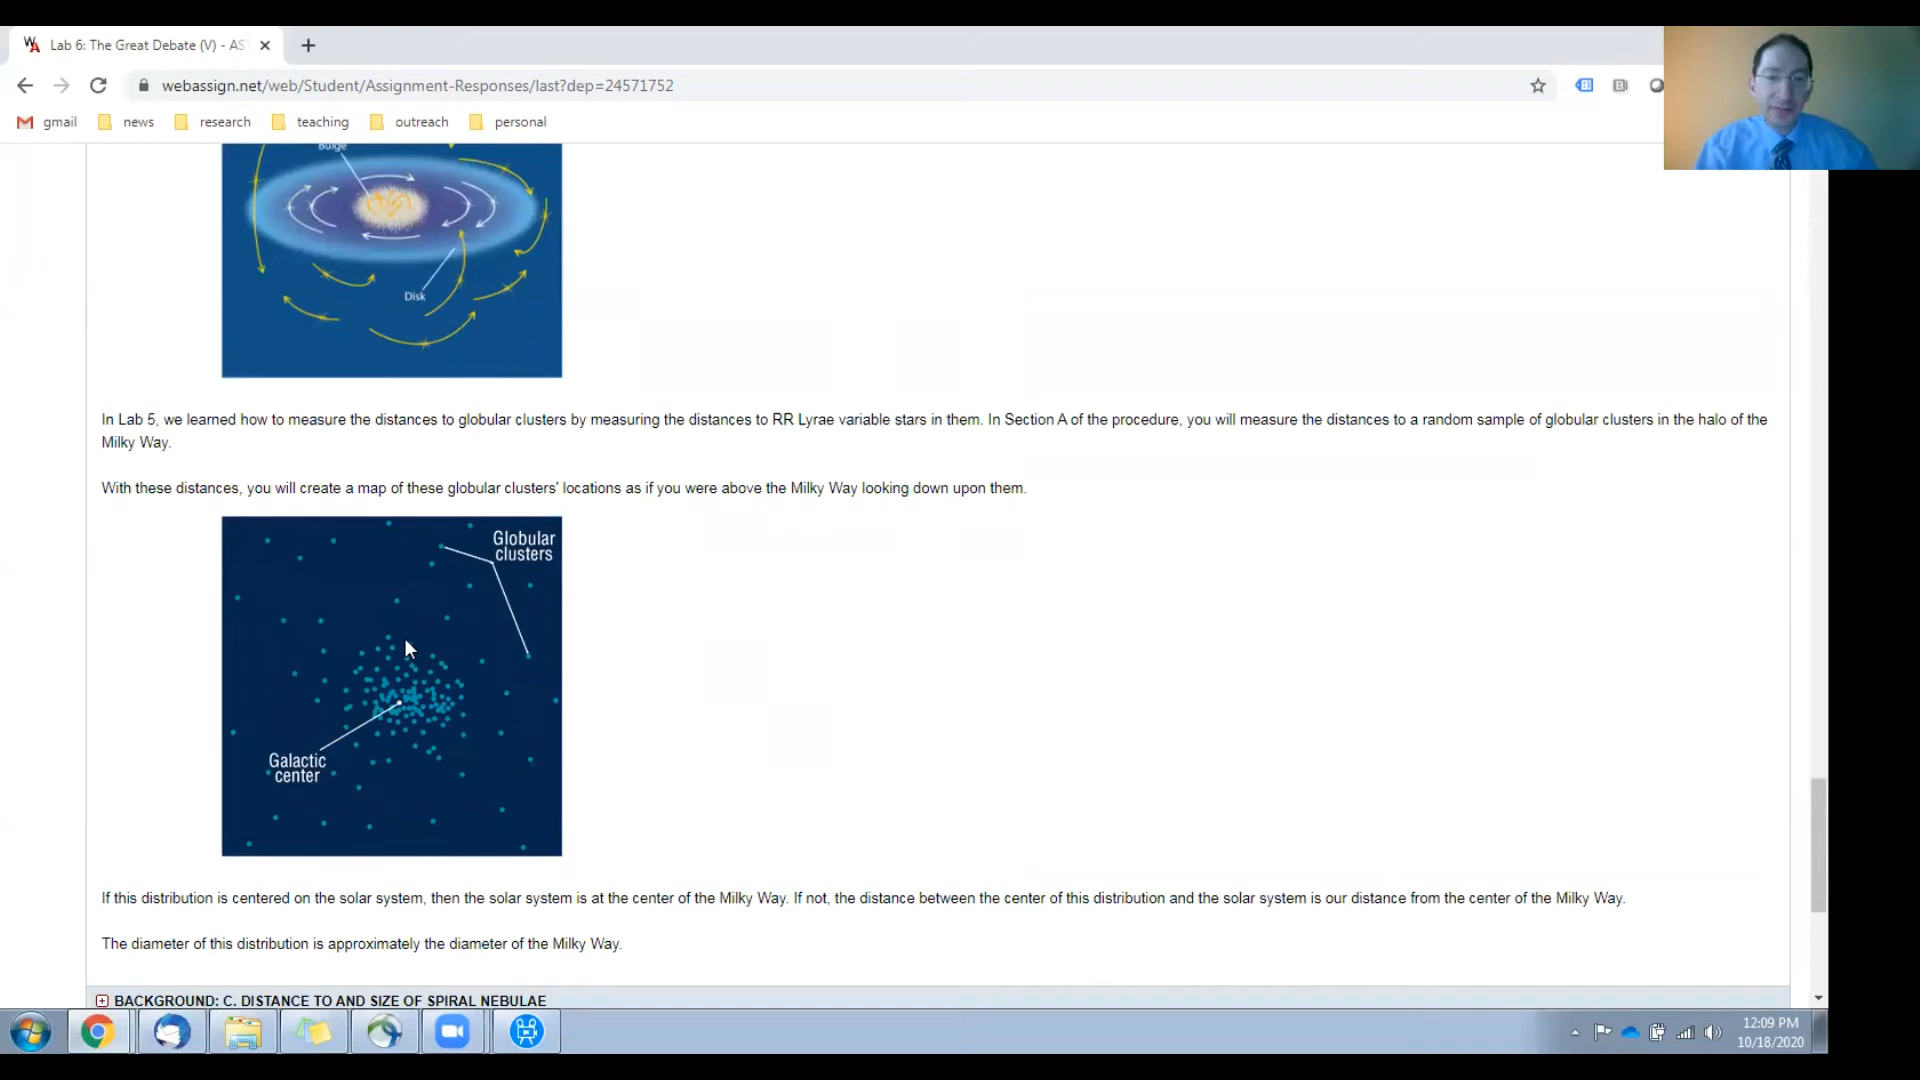 Lab 6: The Great Debate (V) - AS
webassign.net/web/Student/Assignment-Responses/last?dep=24571752
gmail news research teaching outreach personal
Bulge
Disk
In Lab 5, we learned how to measure the distances to globular clusters by measuring the distances to RR Lyrae variable stars in them. In Section A of the procedure, you will measure the distances to a random sample of globular clusters in the halo of the
Milky Way.
With these distances, you will create a map of these globular clusters' locations as if you were above the Milky Way looking down upon them.
Globular
clusters
Galactic
center
If this distribution is centered on the solar system, then the solar system is at the center of the Milky Way. If not, the distance between the center of this distribution and the solar system is our distance from the center of the Milky Way.
The diameter of this distribution is approximately the diameter of the Milky Way.
BACKGROUND: C. DISTANCE TO AND SIZE OF SPIRAL NEBULAE
12:09 PM
10/18/2020